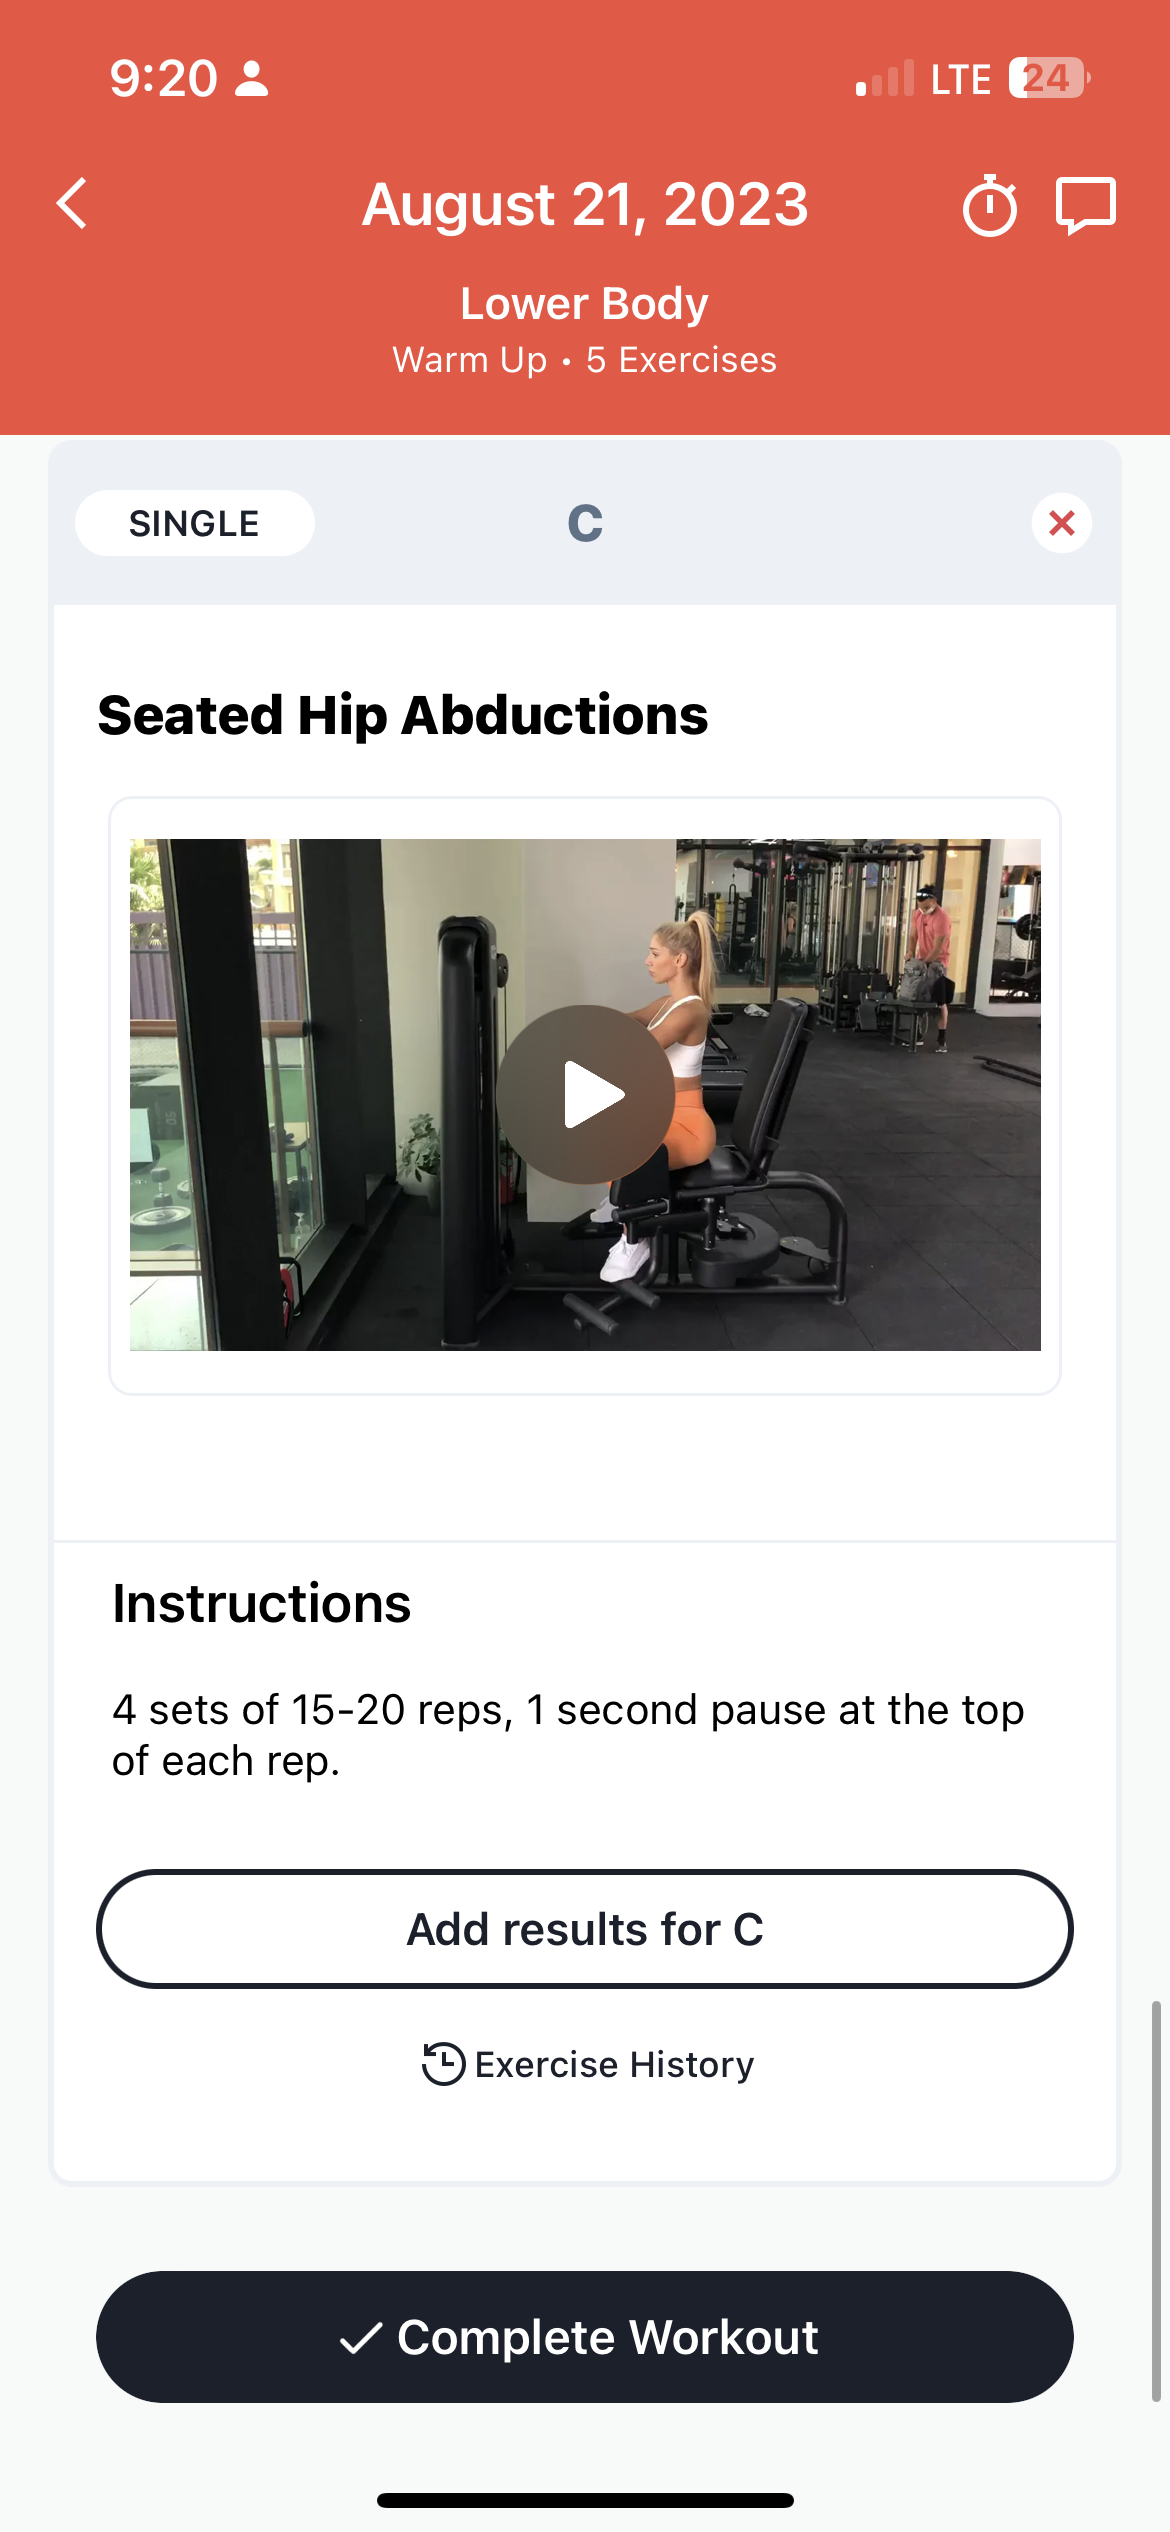 9:20
LTE 24
August 21, 2023
Lower Body
Warm Up • 5 Exercises
SINGLE
C
Seated Hip Abductions
Instructions
4 sets of 15-20 reps, 1 second pause at the top
of each rep.
Add results for C
Exercise History
Complete Workout